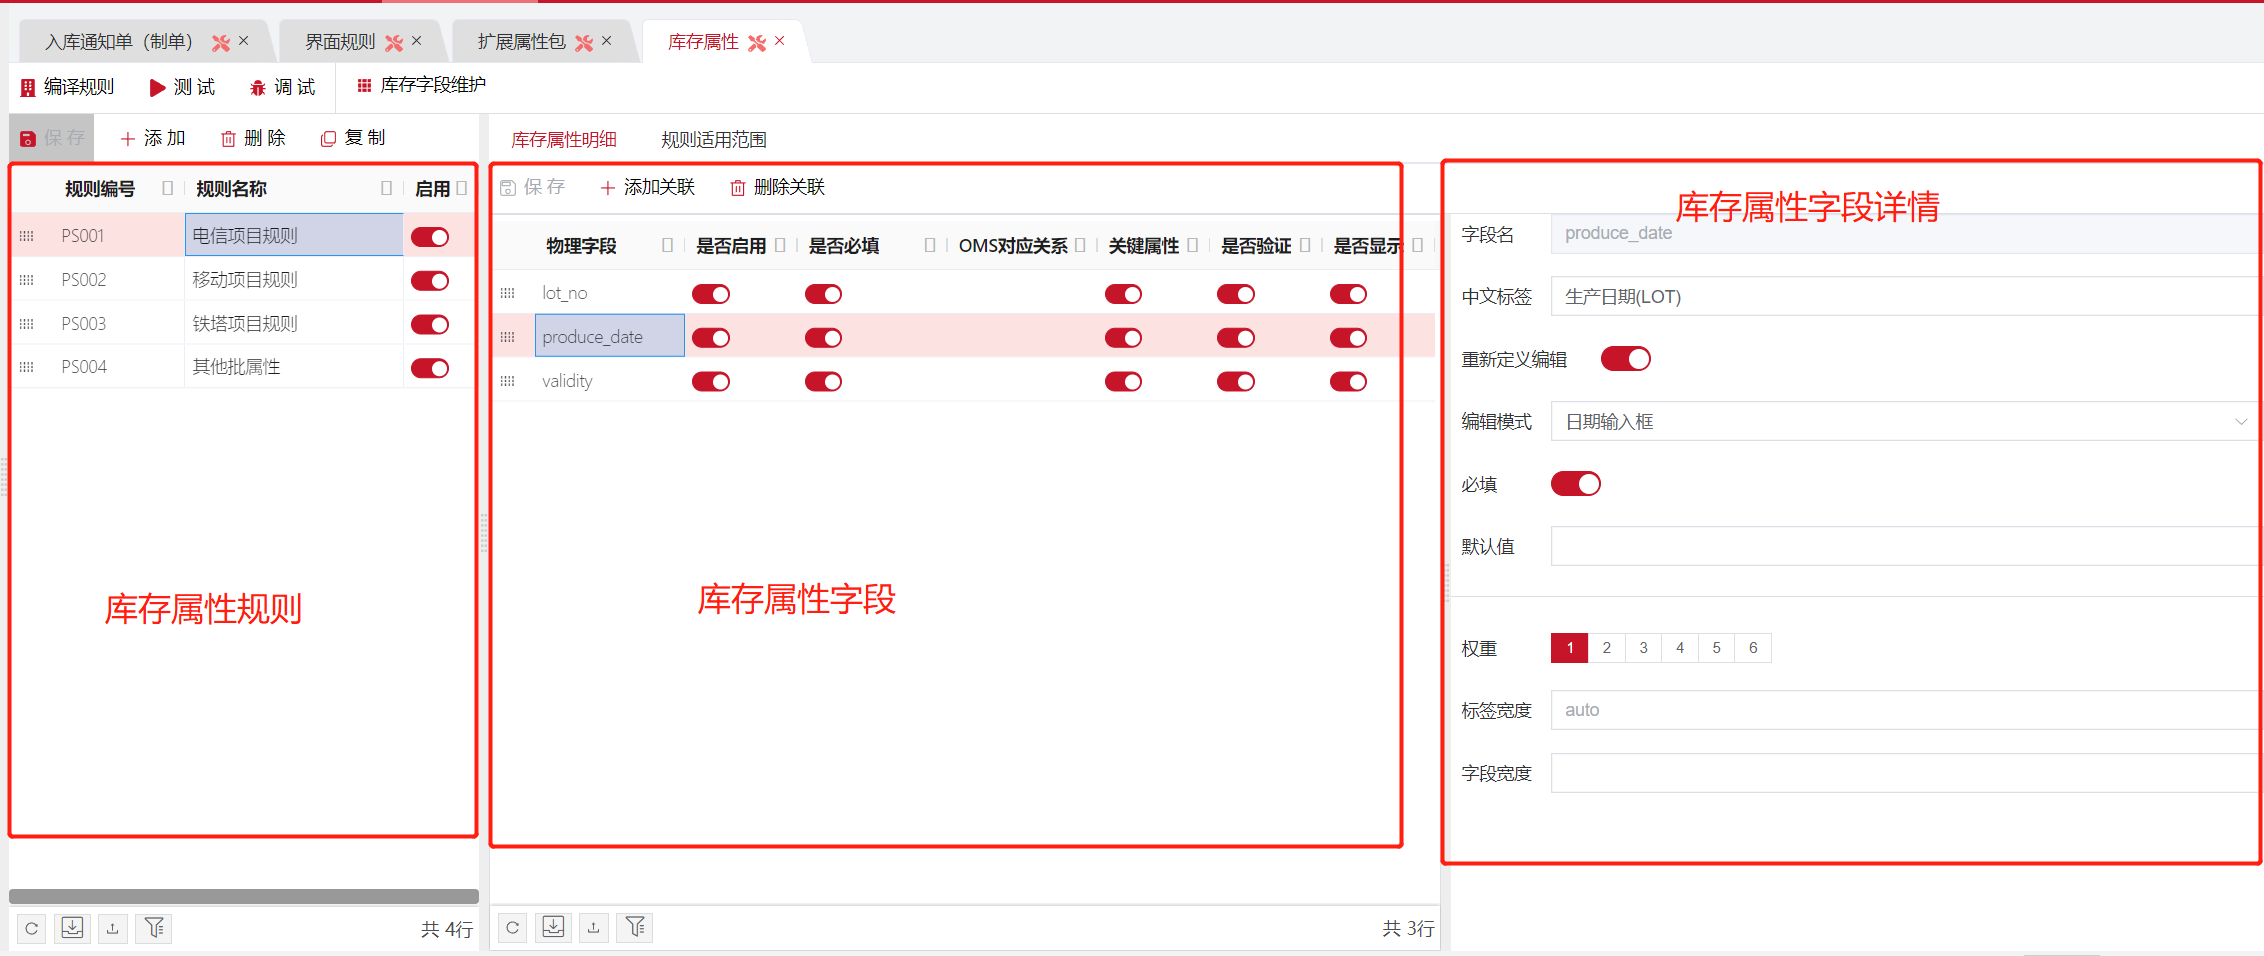 入库通知单（制单）
界面规则
扩展属性包
库存属性
编译规则 测 试 调 试 库存字段维护
保 存 添 加 删 除 复 制
规则编号 规则名称 启用
PS001 电信项目规则
PS002 移动项目规则
PS003 铁塔项目规则
PS004 其他批属性
库存属性规则
共 4行
库存属性明细 规则适用范围
保 存 添加关联 删除关联
物理字段 是否启用 是否必填 OMS对应关系 关键属性 是否验证 是否显示
lot_no
produce_date
validity
库存属性字段
共 3行
库存属性字段详情
字段名 produce_date
中文标签 生产日期(LOT)
重新定义编辑
编辑模式 日期输入框
必填
默认值
权重 1 2 3 4 5 6
标签宽度 auto
字段宽度